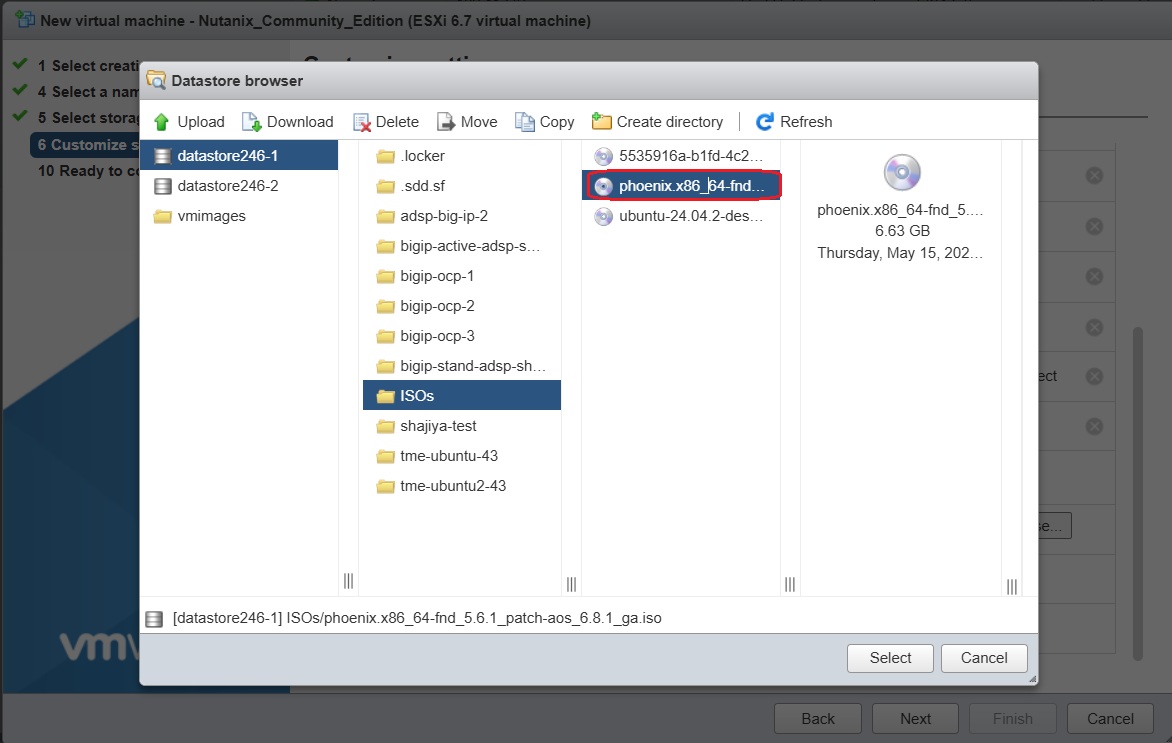 New virtual machine - Nutanix_Community_Edition (ESXi 6.7 virtual machine)
1 Select creati
4 Select a nam
5 Select storag
6 Customize s
10 Ready to co
Datastore browser
Upload Download Delete Move Copy Create directory Refresh
datastore246-1
datastore246-2
vmimages
.locker
.sdd.sf
adsp-big-ip-2
bigip-active-adsp-s...
bigip-ocp-1
bigip-ocp-2
bigip-ocp-3
bigip-stand-adsp-sh...
ISOs
shajiya-test
tme-ubuntu-43
tme-ubuntu2-43
5535916a-b1fd-4c2...
phoenix.x86_64-fnd...
ubuntu-24.04.2-des...
phoenix.x86_64-fnd_5....
6.63 GB
Thursday, May 15, 202...
ect
se...
[datastore246-1] ISOs/phoenix.x86_64-fnd_5.6.1_patch-aos_6.8.1_ga.iso
Select Cancel
vmw
Back Next Finish Cancel